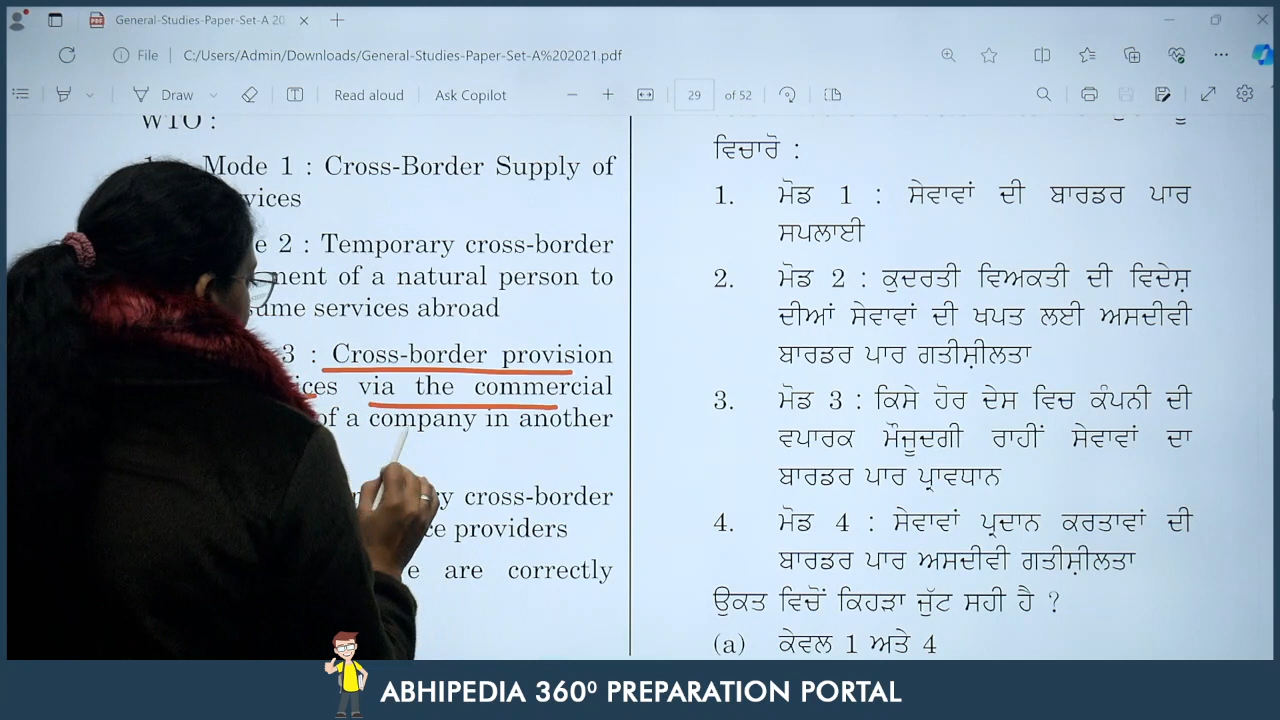 General-Studies-Paper-Set-A 20
File C:/Users/Admin/Downloads/General-Studies-Paper-Set-A%202021.pdf
Draw Read aloud Ask Copilot 29 of 52
WTO :
Mode 1 : Cross-Border Supply of
2 : Temporary cross-border
of a natural person to
services abroad
3 : Cross-border provision
via the commercial
of a company in another
cross-border
providers
are correctly
ਵਿਚਾਰੋ :
1. ਮੋਡ 1 : ਸੇਵਾਵਾਂ ਦੀ ਬਾਰਡਰ ਪਾਰ
ਸਪਲਾਈ
2. ਮੋਡ 2 : ਕੁਦਰਤੀ ਵਿਅਕਤੀ ਦੀ ਵਿਦੇਸ਼
ਦੀਆਂ ਸੇਵਾਵਾਂ ਦੀ ਖਪਤ ਲਈ ਅਸਦੀਵੀ
ਬਾਰਡਰ ਪਾਰ ਗਤੀਸ਼ੀਲਤਾ
3. ਮੋਡ 3 : ਕਿਸੇ ਹੋਰ ਦੇਸ ਵਿਚ ਕੰਪਨੀ ਦੀ
ਵਪਾਰਕ ਮੌਜੂਦਗੀ ਰਾਹੀਂ ਸੇਵਾਵਾਂ ਦਾ
ਬਾਰਡਰ ਪਾਰ ਪ੍ਰਾਵਧਾਨ
4. ਮੋਡ 4 : ਸੇਵਾਵਾਂ ਪ੍ਰਦਾਨ ਕਰਤਾਵਾਂ ਦੀ
ਬਾਰਡਰ ਪਾਰ ਅਸਦੀਵੀ ਗਤੀਸ਼ੀਲਤਾ
ਉਕਤ ਵਿਚੋਂ ਕਿਹੜਾ ਜੁੱਟ ਸਹੀ ਹੈ ?
(a) ਕੇਵਲ 1 ਅਤੇ 4
ABHIPEDIA 360⁰ PREPARATION PORTAL